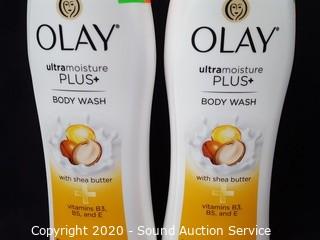 OLAY
ultramoisture
PLUS+
BODY WASH
with shea butter
+
vitamins B3,
B5, and E
OLAY
ultramoisture
PLUS+
BODY WASH
with shea butter
+
vitamins B3,
B5, and E
Copyright 2020 - Sound Auction Service